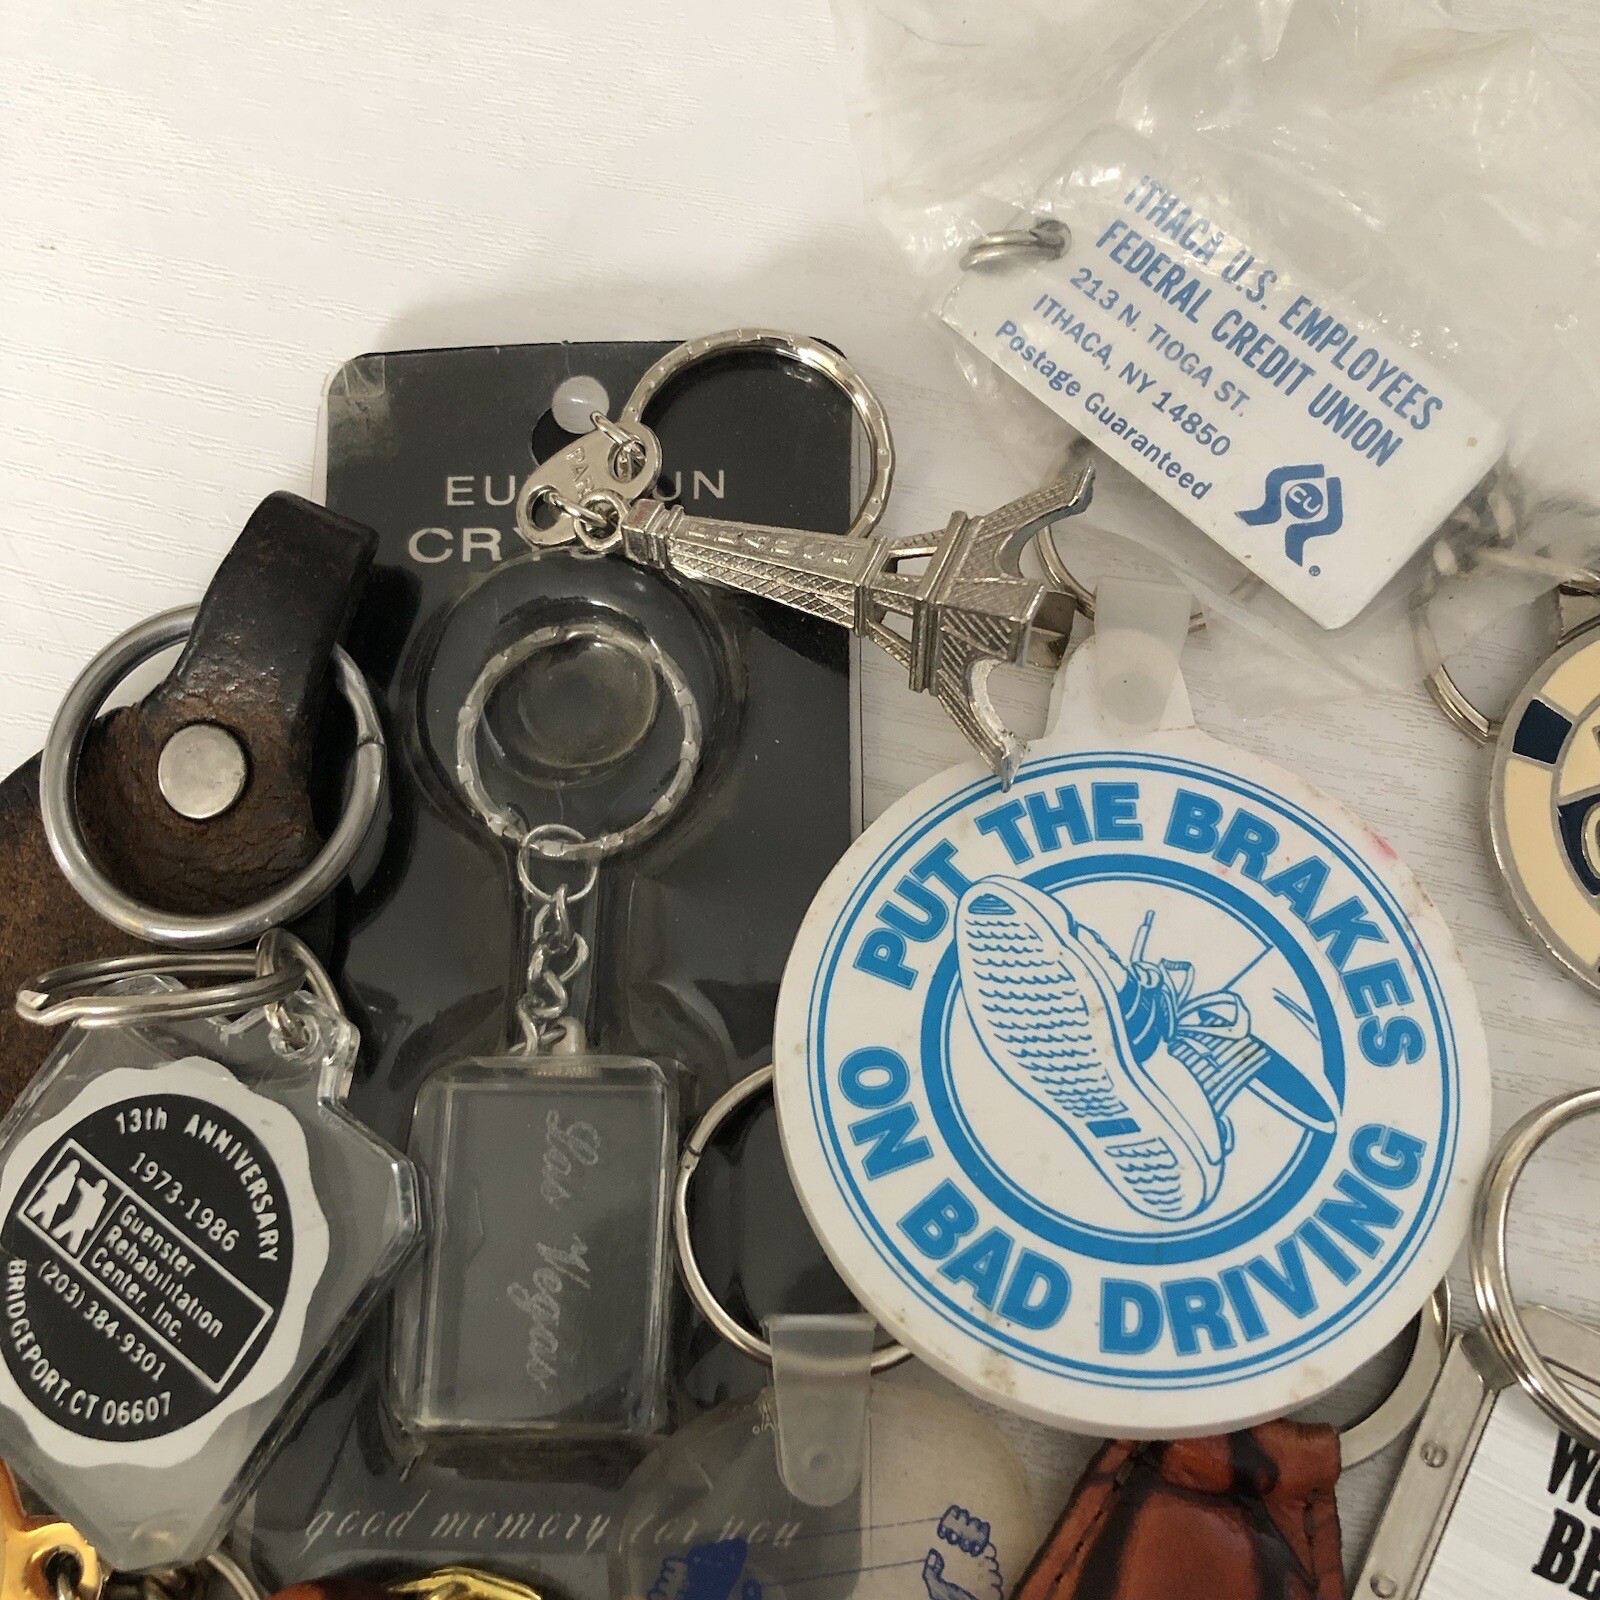 ITHACA U.S. EMPLOYEES
FEDERAL CREDIT UNION
213 N. TIOGA ST.
ITHACA, NY 14850
Postage Guaranteed
CU
Las Vegas
good memory for you
PUT THE BRAKES
ON BAD DRIVING
13th ANNIVERSARY
1973-1986
Guenster
Rehabilitation
Center, Inc.
(203) 384-9301
BRIDGEPORT, CT 06607